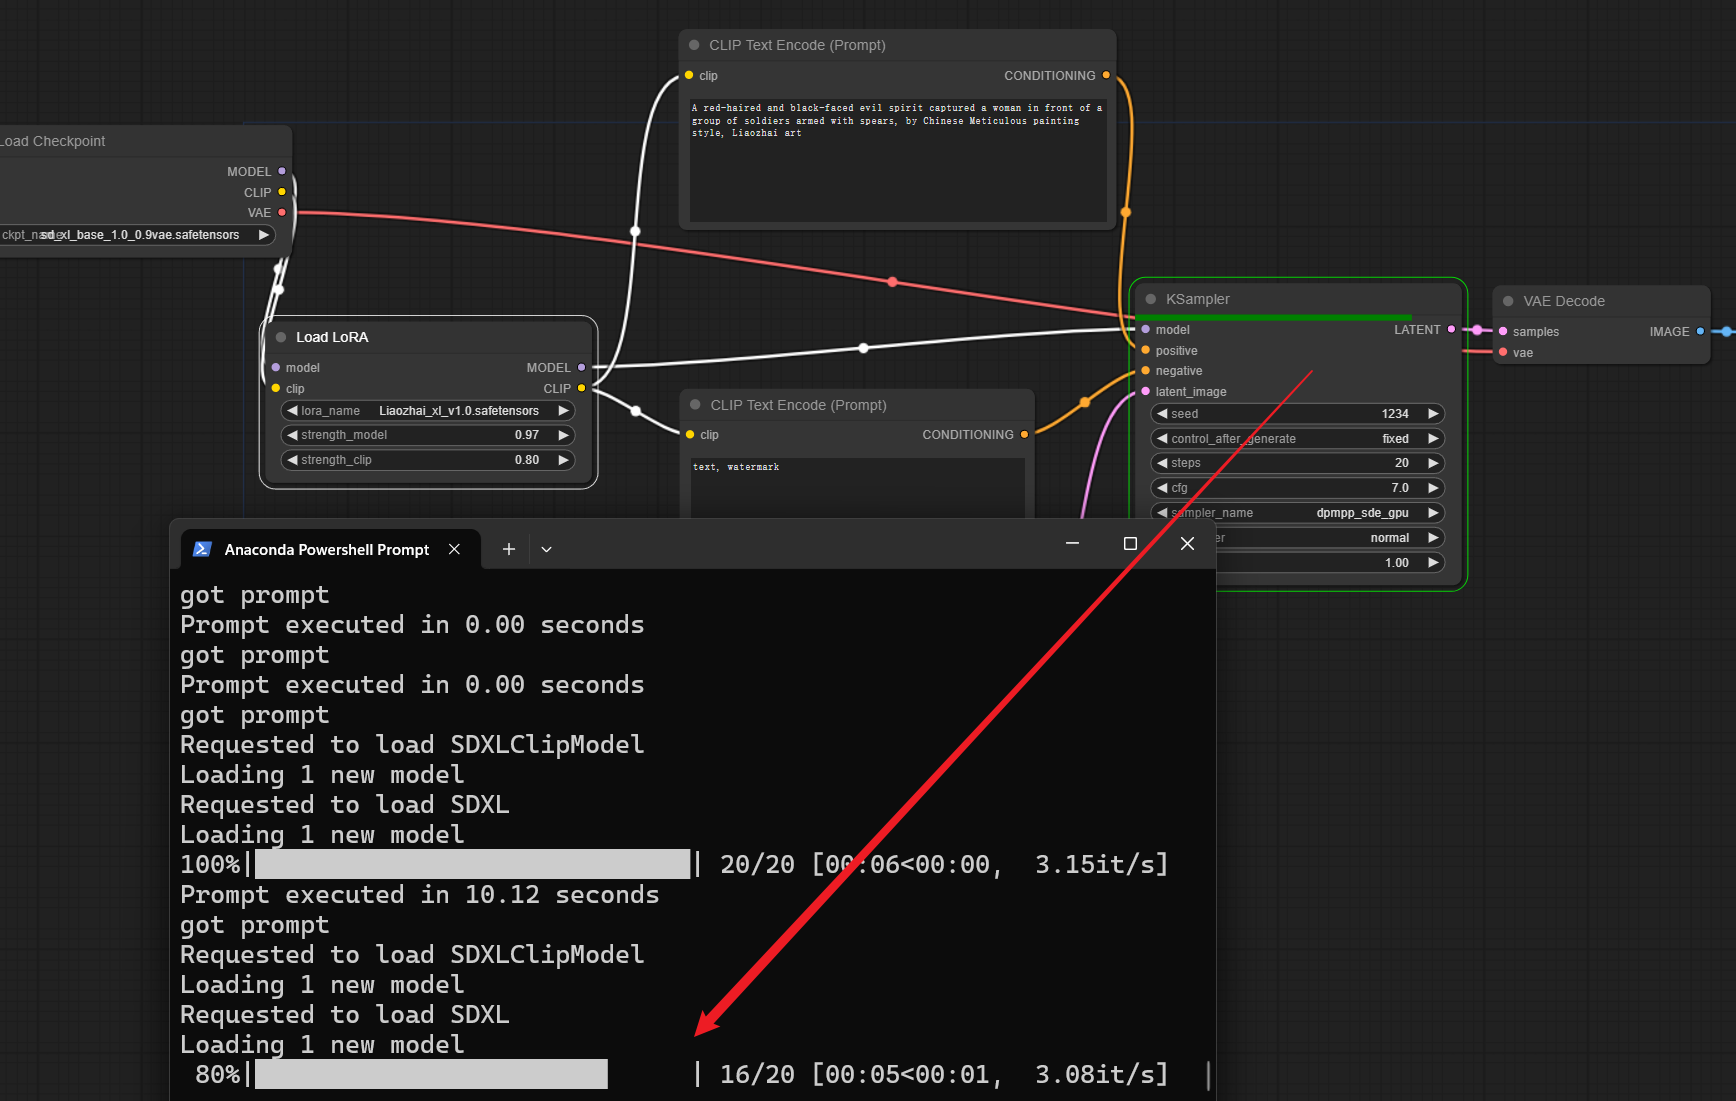 CLIP Text Encode (Prompt)
clip
CONDITIONING
A red-haired and black-faced evil spirit captured a woman in front of a
group of soldiers armed with spears, by Chinese Meticulous painting
style, Liaozhai art
Load Checkpoint
MODEL
CLIP
VAE
sd_xl_base_1.0_0.9vae.safetensors
Load LoRA
model
MODEL
clip
CLIP
lora_name Liaozhai_xl_v1.0.safetensors
strength_model 0.97
strength_clip 0.80
CLIP Text Encode (Prompt)
clip
CONDITIONING
text, watermark
KSampler
model
LATENT
positive
negative
latent_image
seed 1234
control_after_generate fixed
steps 20
cfg 7.0
sampler_name dpmpp_sde_gpu
er normal
1.00
VAE Decode
samples
IMAGE
vae
Anaconda Powershell Prompt
got prompt
Prompt executed in 0.00 seconds
got prompt
Prompt executed in 0.00 seconds
got prompt
Requested to load SDXLClipModel
Loading 1 new model
Requested to load SDXL
Loading 1 new model
100%| | 20/20 [00:06<00:00, 3.15it/s]
Prompt executed in 10.12 seconds
got prompt
Requested to load SDXLClipModel
Loading 1 new model
Requested to load SDXL
Loading 1 new model
80%| | 16/20 [00:05<00:01, 3.08it/s]